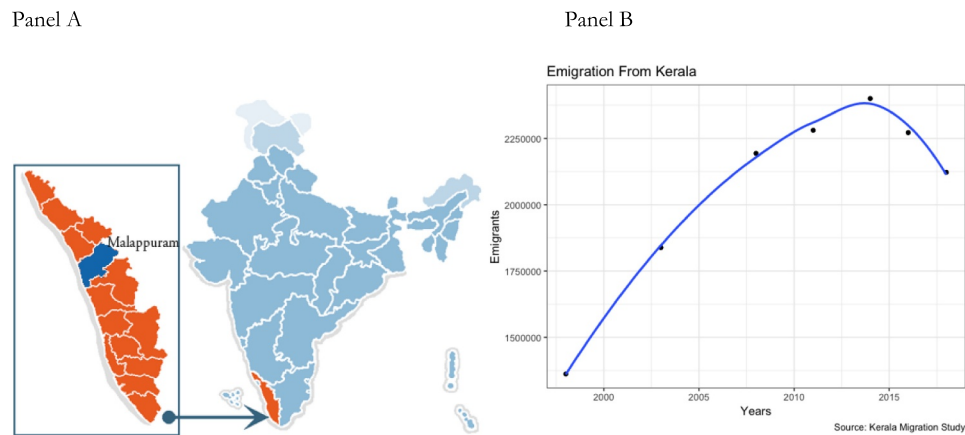 Panel A
Panel B
Malappuram
Emigration From Kerala
Emigrants
2250000
2000000
1750000
1500000
2000
2005
2010
2015
Years
Source: Kerala Migration Study